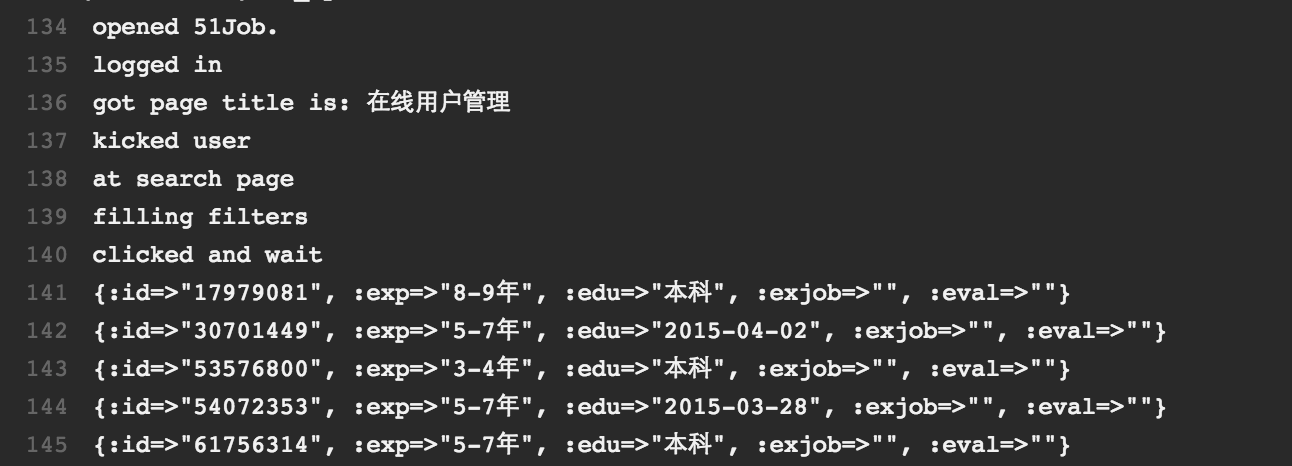 134 opened 51Job.
135 logged in
136 got page title is: 在线用户管理
137 kicked user
138 at search page
139 filling filters
140 clicked and wait
141 {:id=>"17979081", :exp=>"8-9年", :edu=>"本科", :exjob=>"", :eval=>""}
142 {:id=>"30701449", :exp=>"5-7年", :edu=>"2015-04-02", :exjob=>"", :eval=>""}
143 {:id=>"53576800", :exp=>"3-4年", :edu=>"本科", :exjob=>"", :eval=>""}
144 {:id=>"54072353", :exp=>"5-7年", :edu=>"2015-03-28", :exjob=>"", :eval=>""}
145 {:id=>"61756314", :exp=>"5-7年", :edu=>"本科", :exjob=>"", :eval=>""}